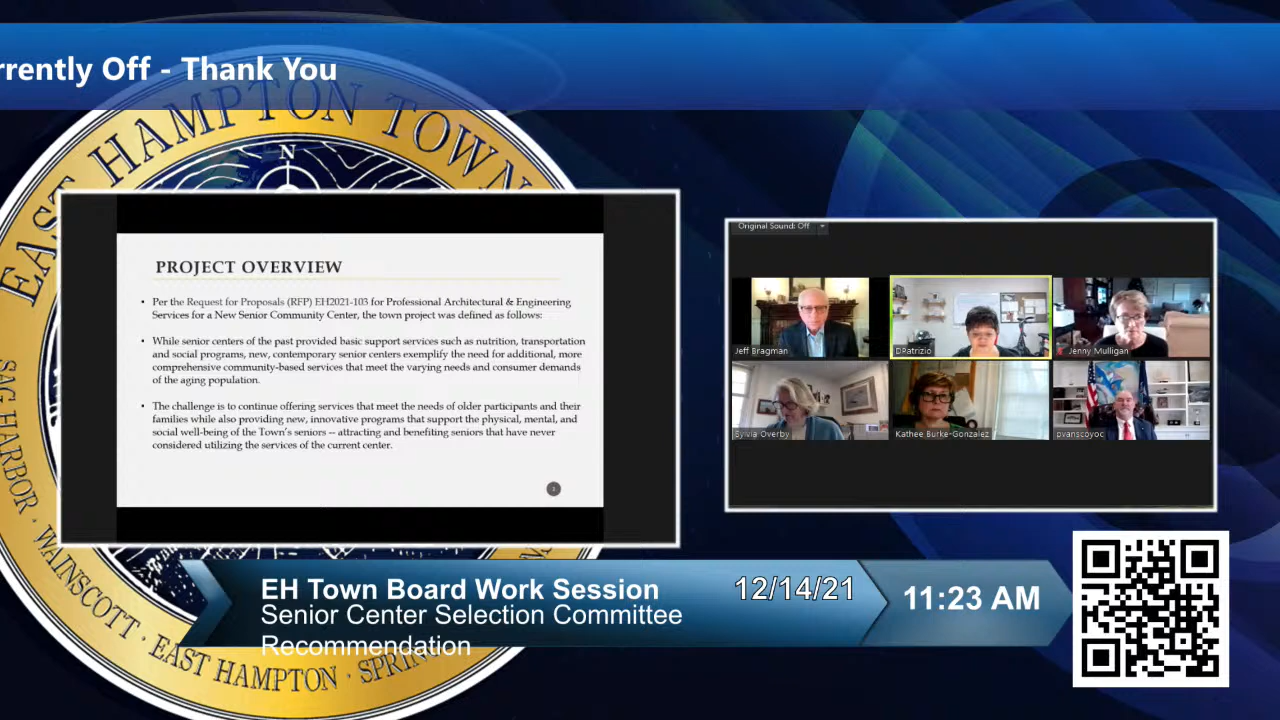 rrently Off - Thank You
EAST HAMPTON TOWN
N
PROJECT OVERVIEW
• Per the Request for Proposals (RFP) EH2021-103 for Professional Architectural & Engineering
Services for a New Senior Community Center, the town project was defined as follows:
• While senior centers of the past provided basic support services such as nutrition, transportation
and social programs, new, contemporary senior centers exemplify the need for additional, more
comprehensive community-based services that meet the varying needs and consumer demands
of the aging population.
• The challenge is to continue offering services that meet the needs of older participants and their
families while also providing new, innovative programs that support the physical, mental, and
social well-being of the Town's seniors -- attracting and benefiting seniors that have never
considered utilizing the services of the current center.
Original Sound: Off
Jeff Bragman
DPatrizio
Jenny Mulligan
Sylvia Overby
Kathee Burke-Gonzalez
pvanscoyoc
SAG HARBOR · WAINSCOTT · EAST HAMPTON · SPRIN
EH Town Board Work Session
Senior Center Selection Committee
Recommendation
12/14/21
11:23 AM